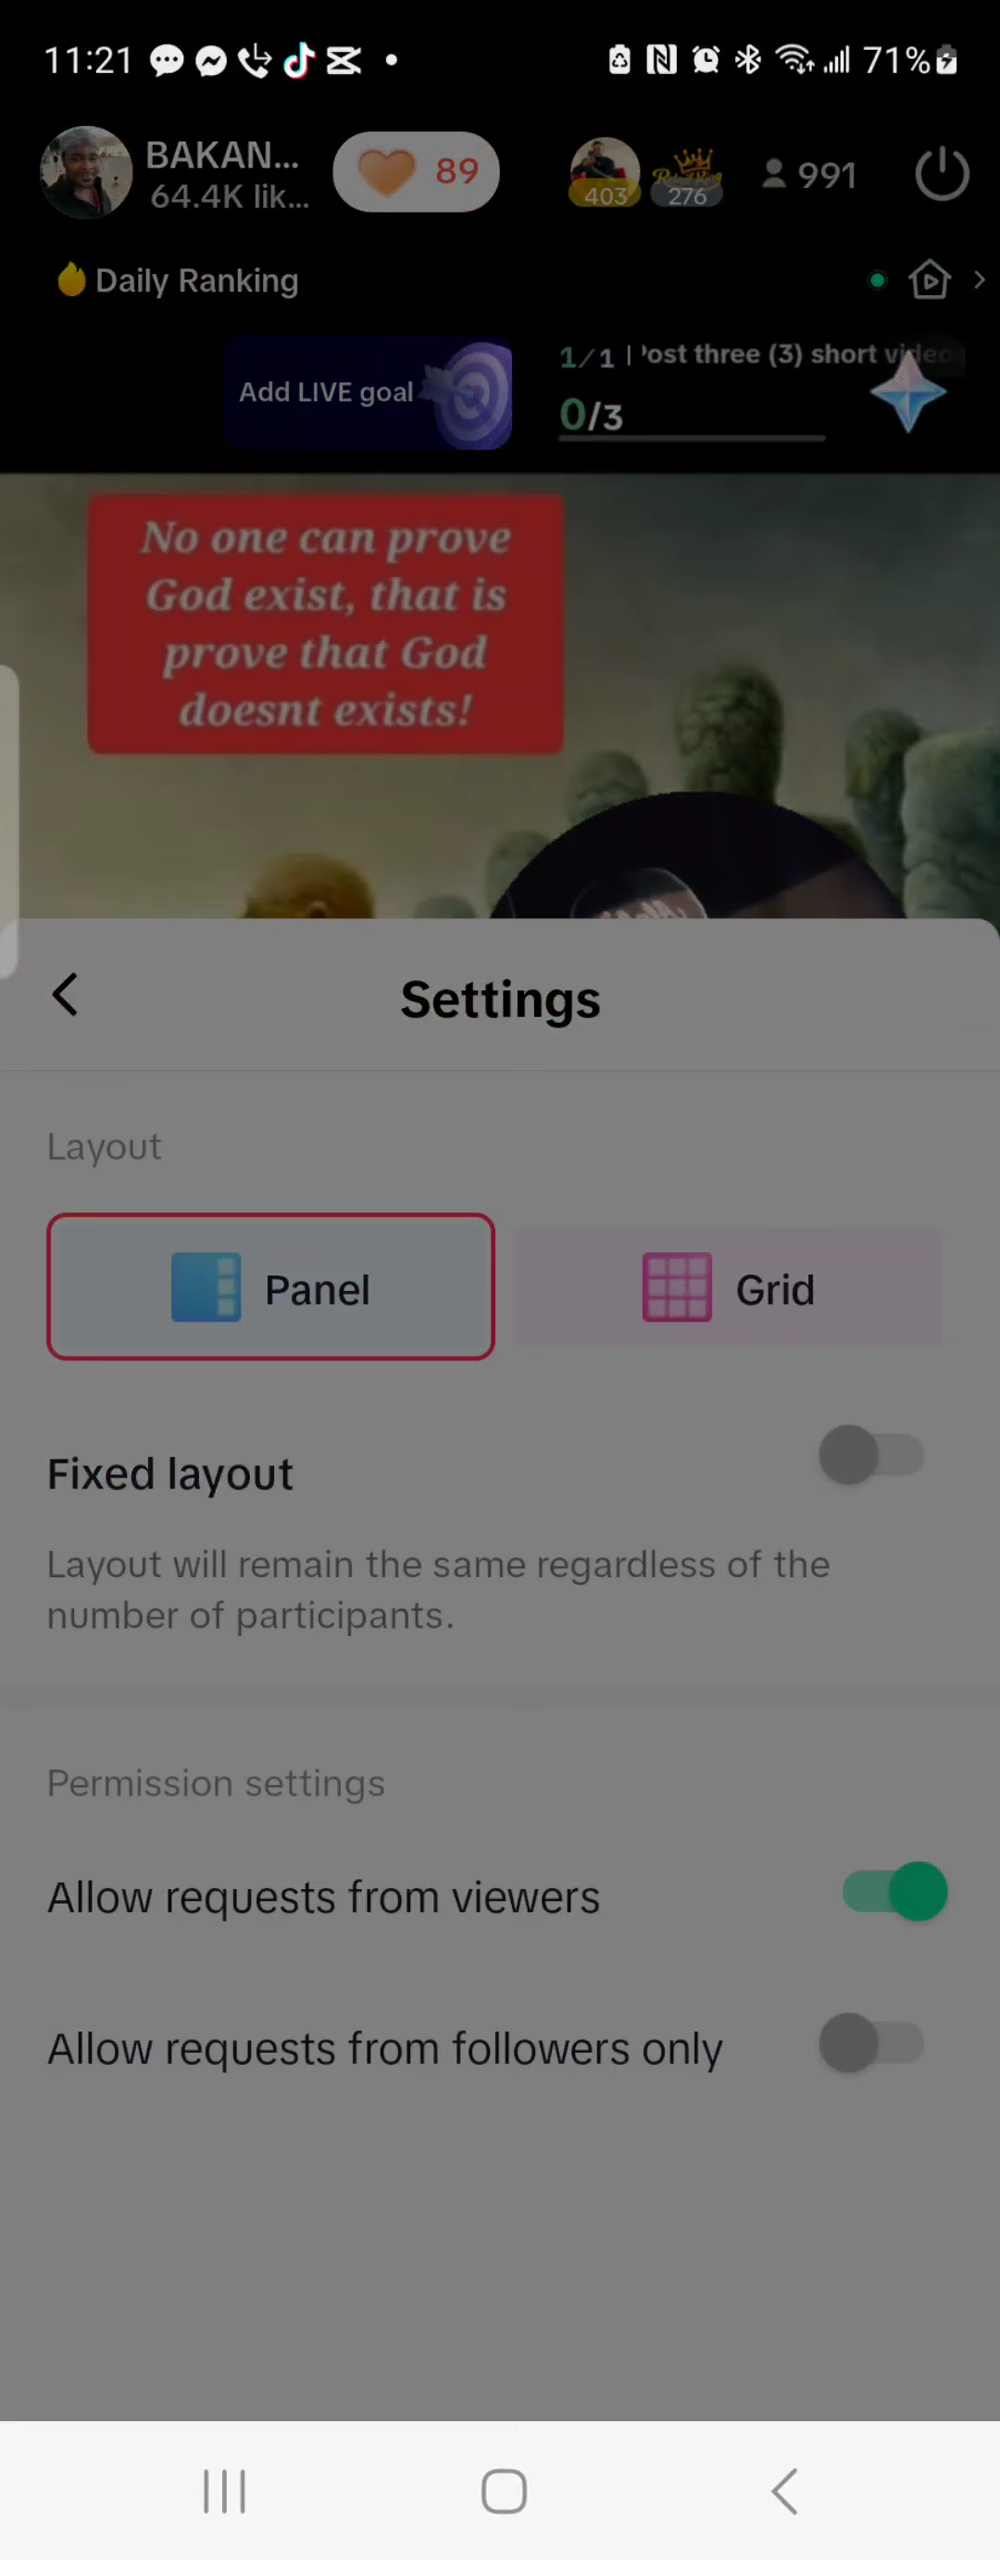 11:21
71%
BAKAN...
64.4K lik...
89
403
276
991
Daily Ranking
Add LIVE goal
1/1 | Post three (3) short video
0/3
No one can prove
God exist, that is
prove that God
doesnt exists!
Settings
Layout
Panel
Grid
Fixed layout
Layout will remain the same regardless of the
number of participants.
Permission settings
Allow requests from viewers
Allow requests from followers only